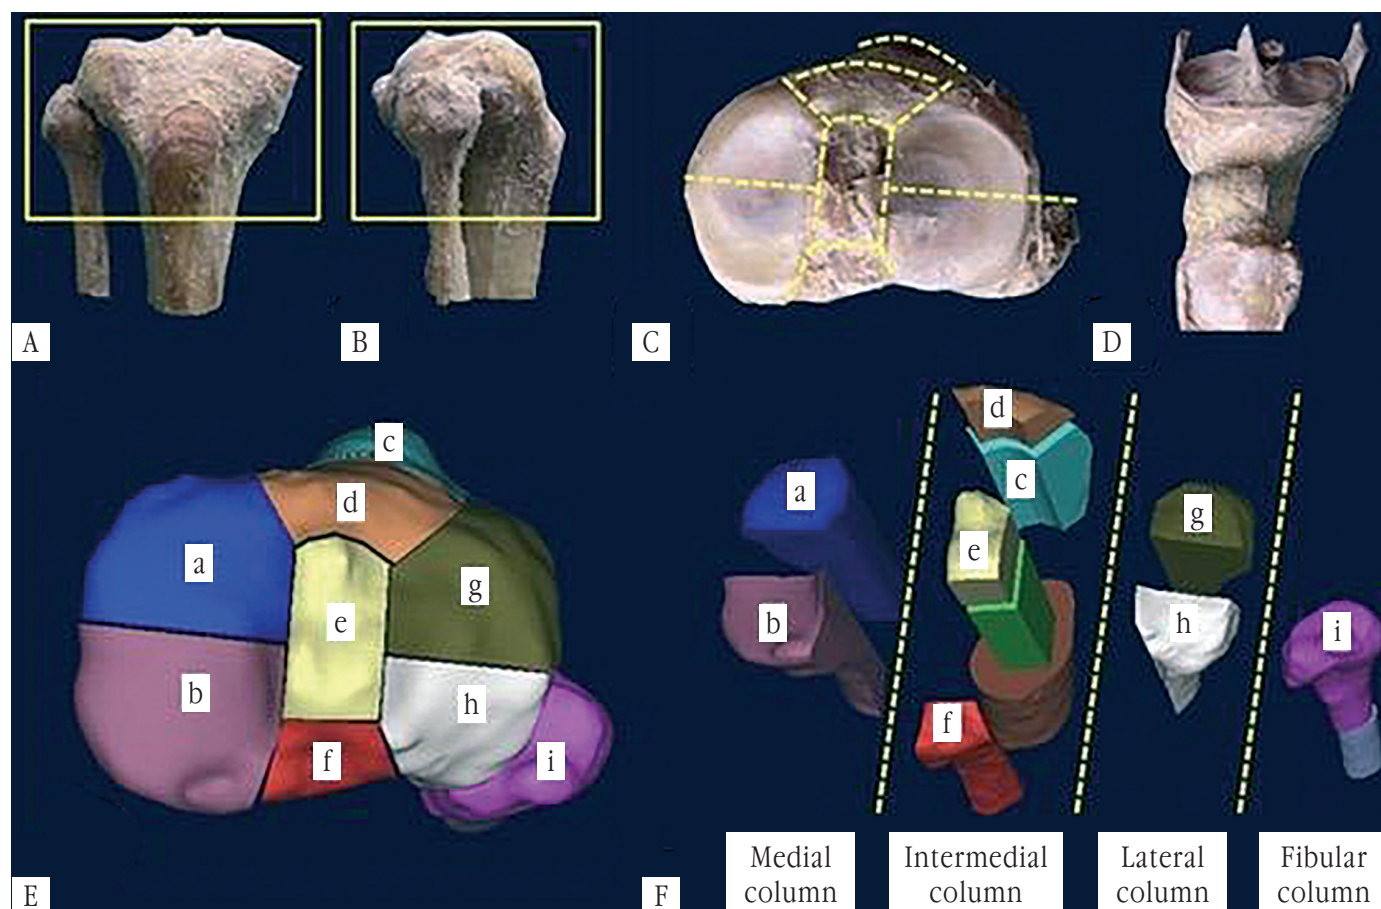 A
B
C
D
c
d
a
g
e
b
h
f
i
E
d
c
a
g
e
b
h
i
f
Medial
column
Intermedial
column
Lateral
column
Fibular
column
F